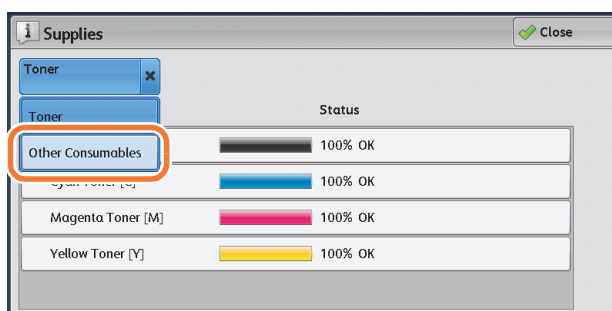 Supplies
Close
Toner
Toner
Status
Other Consumables
100% OK
100% OK
Magenta Toner [M]
100% OK
Yellow Toner [Y]
100% OK